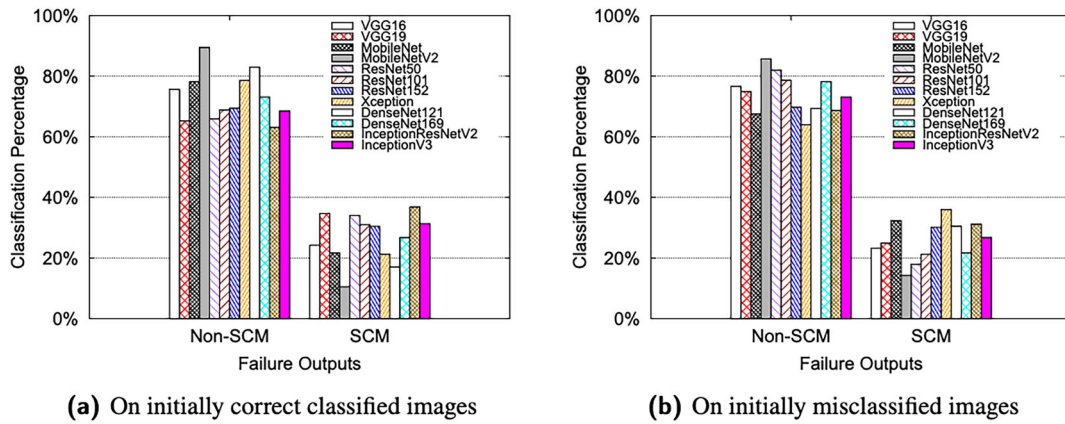 100%
80%
60%
40%
20%
0%
Classification Percentage
VGG16
VGG19
MobileNet
MobileNetV2
ResNet50
ResNet101
ResNet152
Xception
DenseNet121
DenseNet169
InceptionResNetV2
InceptionV3
Non-SCM
SCM
Failure Outputs
(a) On initially correct classified images
100%
80%
60%
40%
20%
0%
Classification Percentage
VGG16
VGG19
MobileNet
MobileNetV2
ResNet50
ResNet101
ResNet152
Xception
DenseNet121
DenseNet169
InceptionResNetV2
InceptionV3
Non-SCM
SCM
Failure Outputs
(b) On initially misclassified images